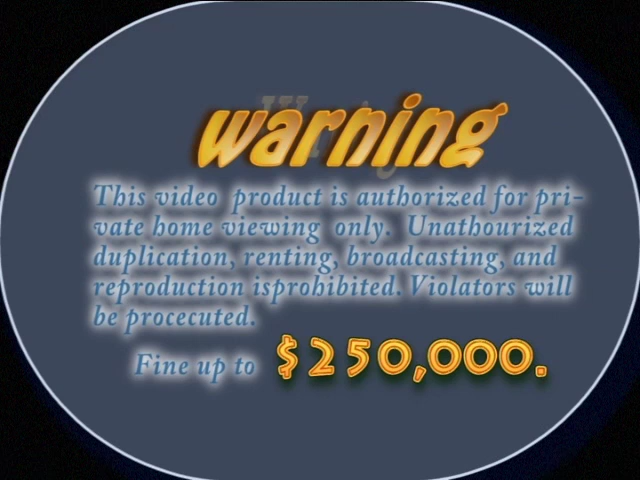 warning
This video product is authorized for pri-
vate home viewing only. Unathourized
duplication, renting, broadcasting, and
reproduction isprohibited. Violators will
be procecuted.
Fine up to $250,000.